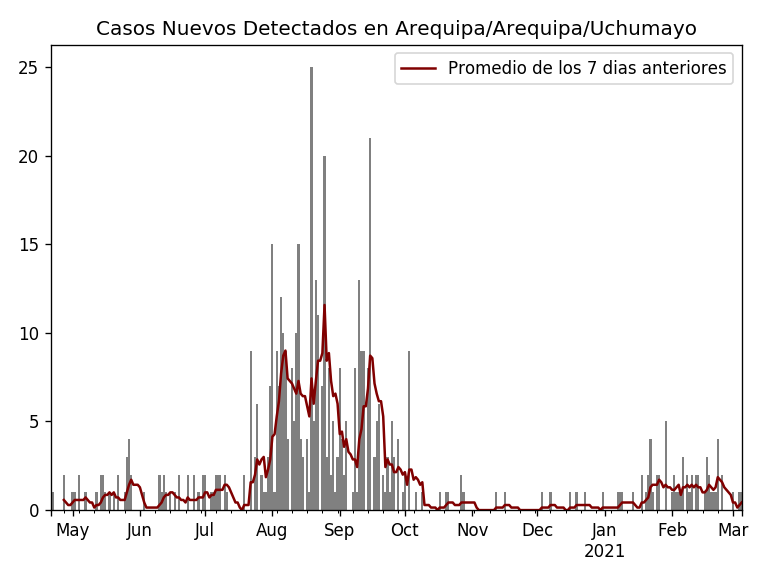 Casos Nuevos Detectados en Arequipa/Arequipa/Uchumayo
Promedio de los 7 dias anteriores
25
20
15
10
5
0
May Jun Jul Aug Sep Oct Nov Dec Jan Feb Mar
2021